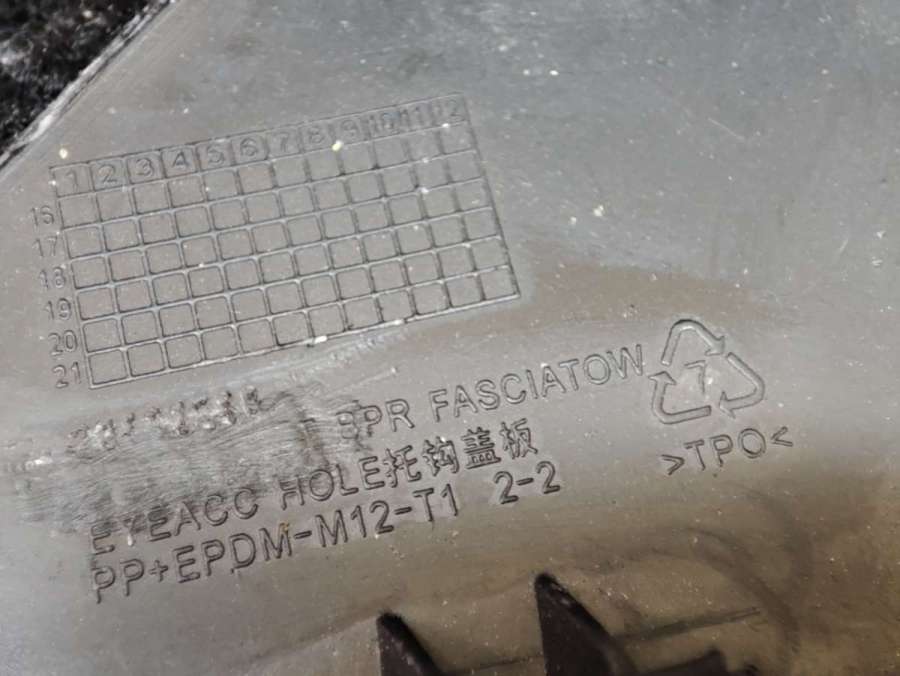 1 2 3 4 5 6 7 8 9 10 11 12
16
17
18
19
20
21
BPR FASCIATOW
EYEACC HOLE托钩盖板
PP+EPDM-M12-T1 2-2
7
>TPO<